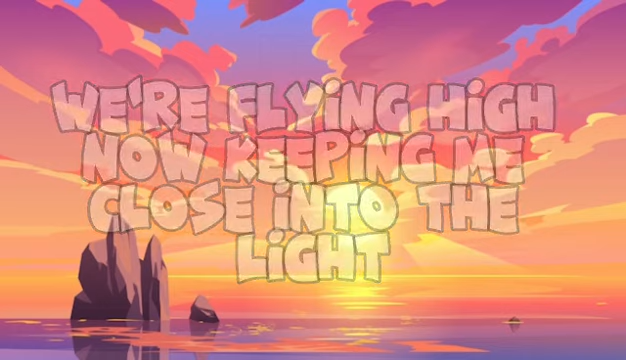 WE'RE FLYING HIGH
NOW KEEPING ME
CLOSE INTO THE
LIGHT